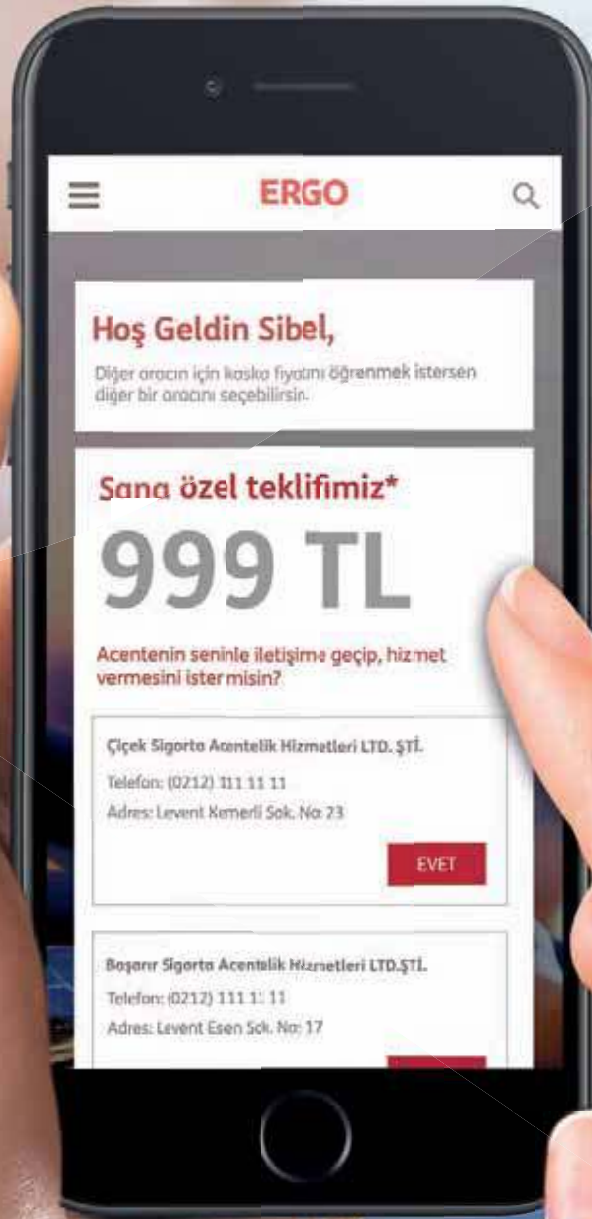 ERGO
Hoş Geldin Sibel,
Diğer aracın için kasko fiyatını öğrenmek istersen
diğer bir aracını seçebilirsin.
Sana özel teklifimiz*
999 TL
Acentenin seninle iletişime geçip, hizmet
vermesini ister misin?
Çiçek Sigorta Acentelik Hizmetleri LTD. ŞTİ.
Telefon: (0212) 111 11 11
Adres: Levent Kemerli Sok. No: 23
EVET
Başarır Sigorta Acentelik Hizmetleri LTD.ŞTİ.
Telefon: (0212) 111 11 11
Adres: Levent Esen Sok. No: 17